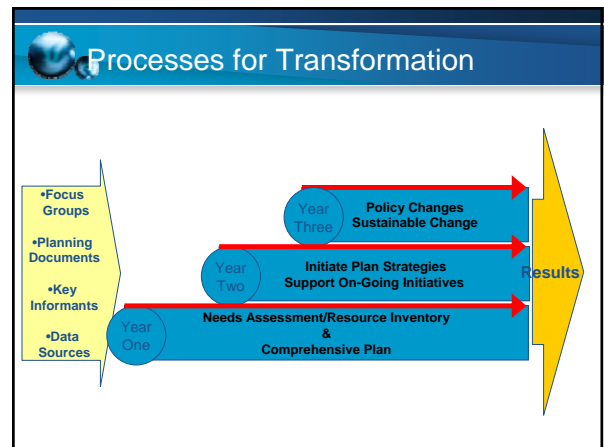 Processes for Transformation
•Focus
Groups
•Planning
Documents
•Key
Informants
•Data
Sources
Year
Three
Policy Changes
Sustainable Change
Year
Two
Initiate Plan Strategies
Support On-Going Initiatives
Year
One
Needs Assessment/Resource Inventory
&
Comprehensive Plan
Results